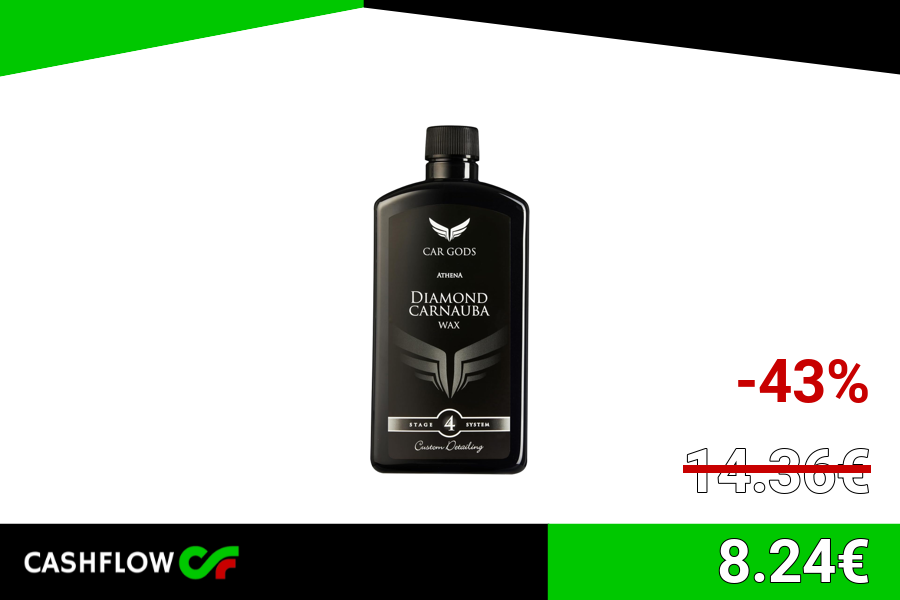 CAR GODS
ATHENA
DIAMOND
CARNAUBA
WAX
STAGE 4 SYSTEM
Custom Detailing
-43%
14.36€
CASHFLOW
8.24€